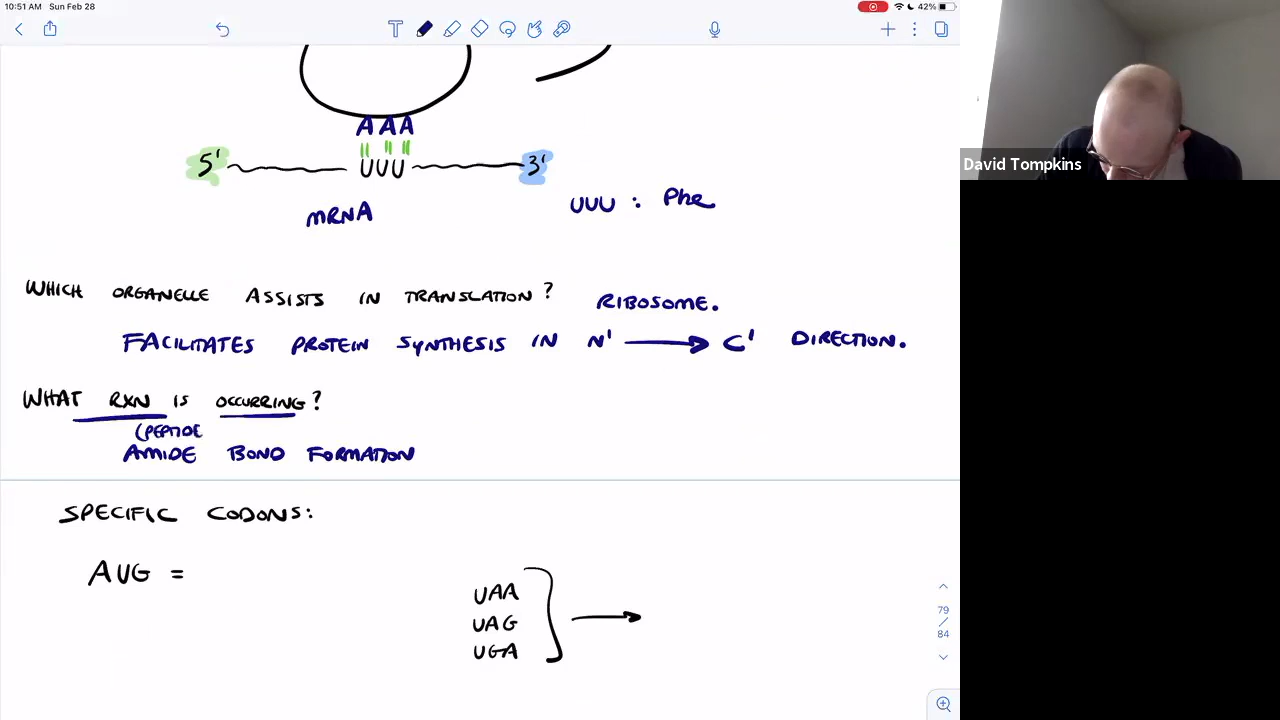 10:51 AM Sun Feb 28
42%
A A A
5' UUU 3'
mRNA
UUU : Phe
WHICH ORGANELLE ASSISTS IN TRANSLATION? RIBOSOME.
FACILITATES PROTEIN SYNTHESIS IN N' → C' DIRECTION.
WHAT RXN IS OCCURRING?
(PEPTIDE
AMIDE BOND FORMATION
SPECIFIC CODONS:
AUG =
UAA
UAG
UGA
79
/
84
David Tompkins